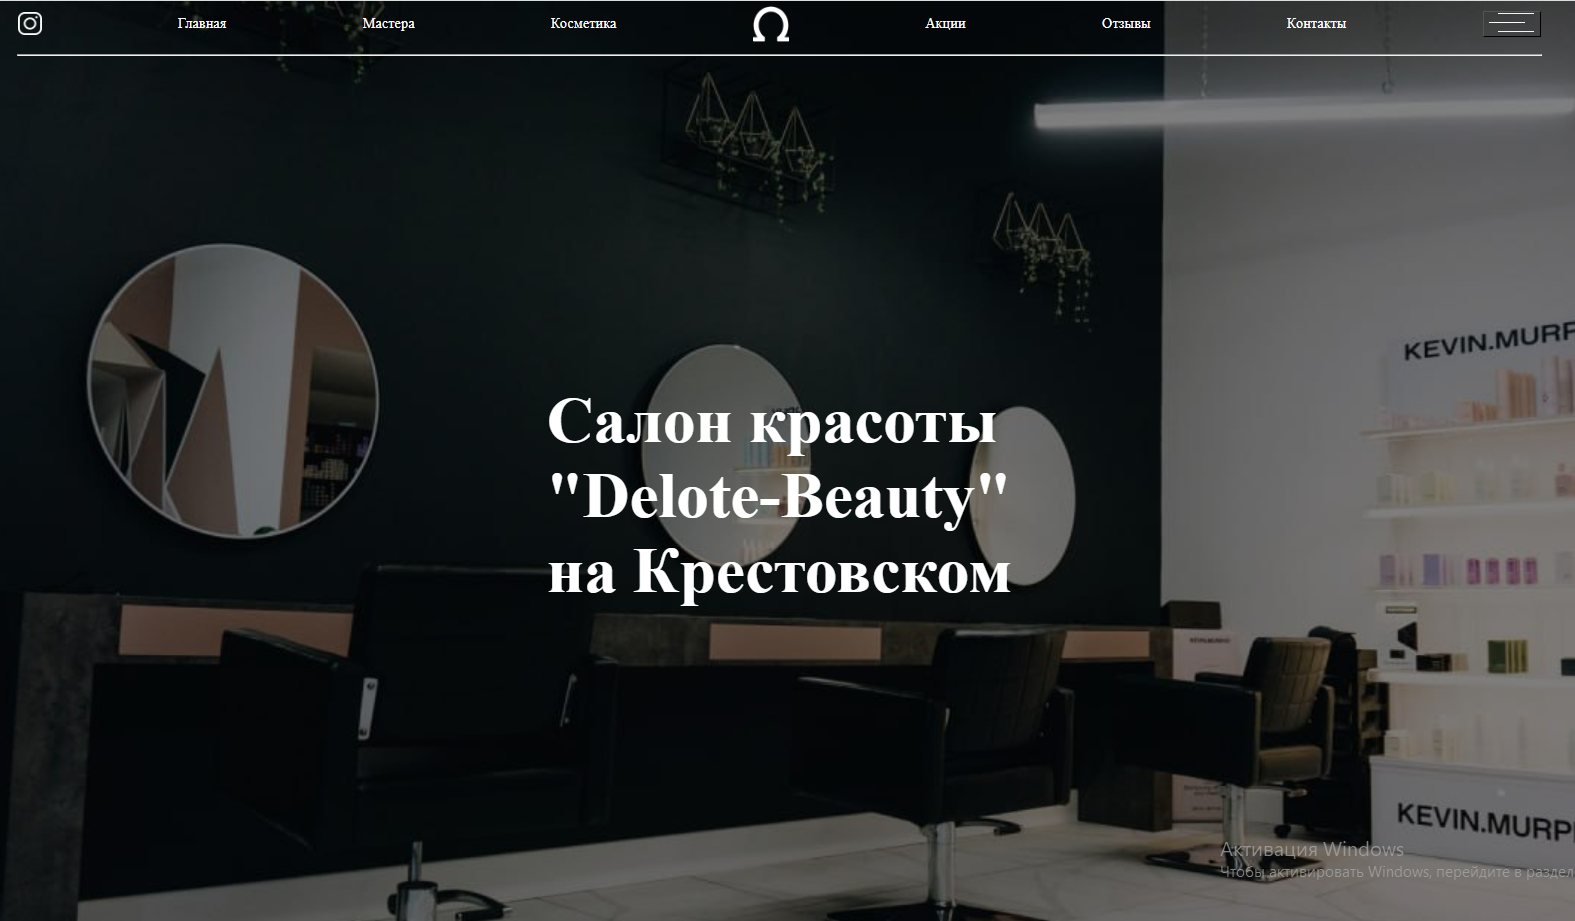 Главная Мастера Косметика Ω Акции Отзывы Контакты
KEVIN.MURP
Салон красоты
"Delote-Beauty"
на Крестовском
KEVIN.MURP
Активация Windows
Чтобы активировать Windows, перейдите в раздел